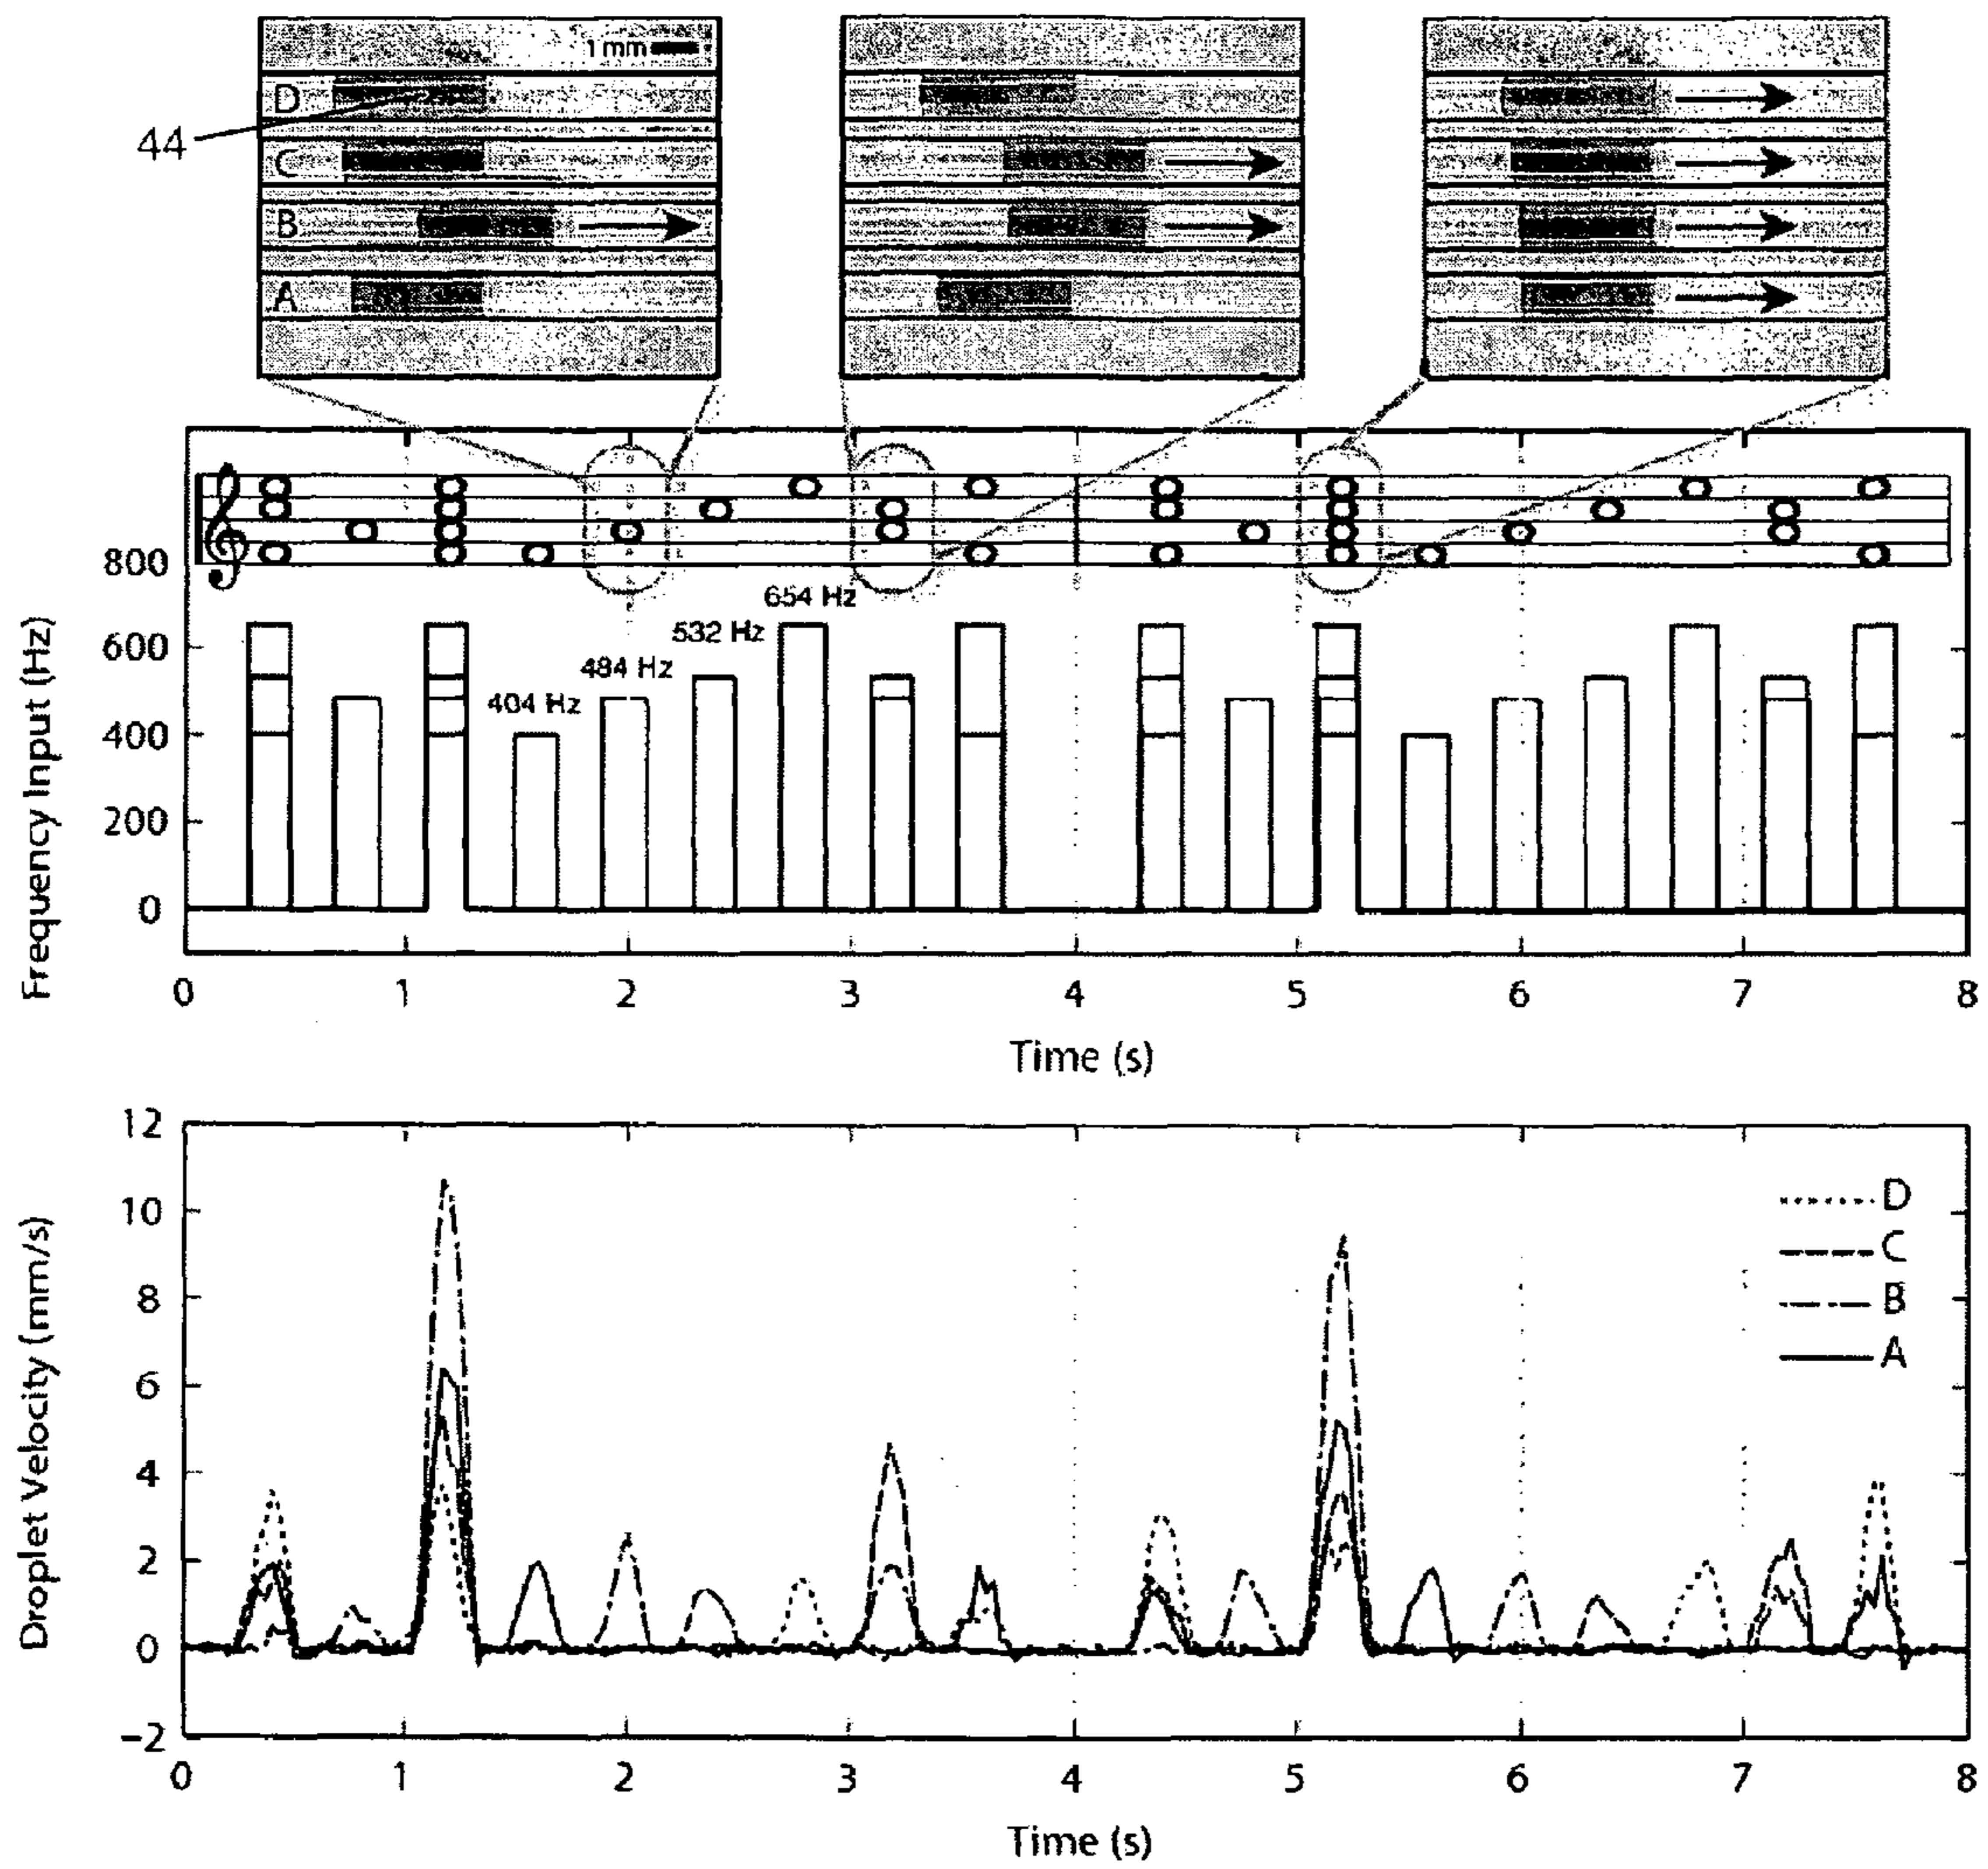 1 mm
D
44
C
B
A
800
600
400
200
0
Frequency Input (Hz)
404 Hz
484 Hz
532 Hz
654 Hz
0 1 2 3 4 5 6 7 8
Time (s)
12
10
8
6
4
2
0
−2
Droplet Velocity (mm/s)
D
C
B
A
0 1 2 3 4 5 6 7 8
Time (s)